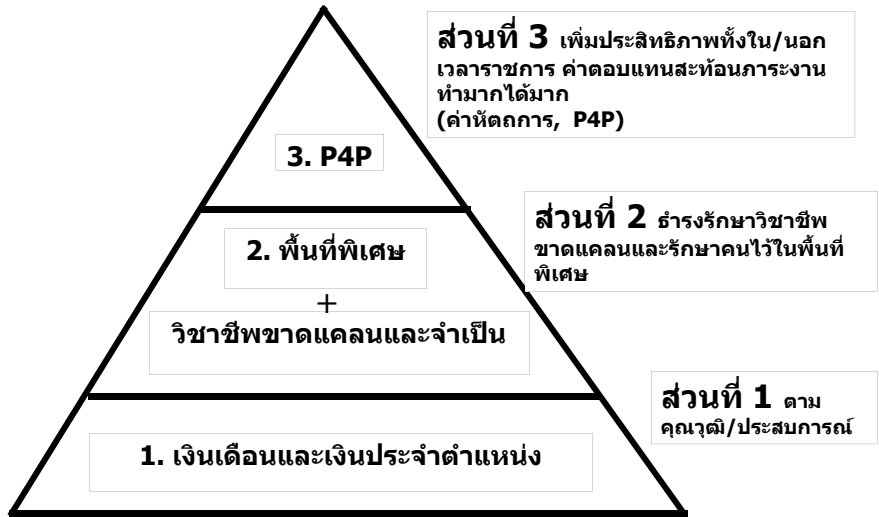 ส่วนที่ 3 เพิ่มประสิทธิภาพทั้งใน/นอก
เวลาราชการ ค่าตอบแทนสะท้อนภาระงาน
ทำมากได้มาก
(ค่าหัตถการ, P4P)
3. P4P
ส่วนที่ 2 ธำรงรักษาวิชาชีพ
ขาดแคลนและรักษาคนไว้ในพื้นที่
พิเศษ
2. พื้นที่พิเศษ
+
วิชาชีพขาดแคลนและจำเป็น
ส่วนที่ 1 ตาม
คุณวุฒิ/ประสบการณ์
1. เงินเดือนและเงินประจำตำแหน่ง